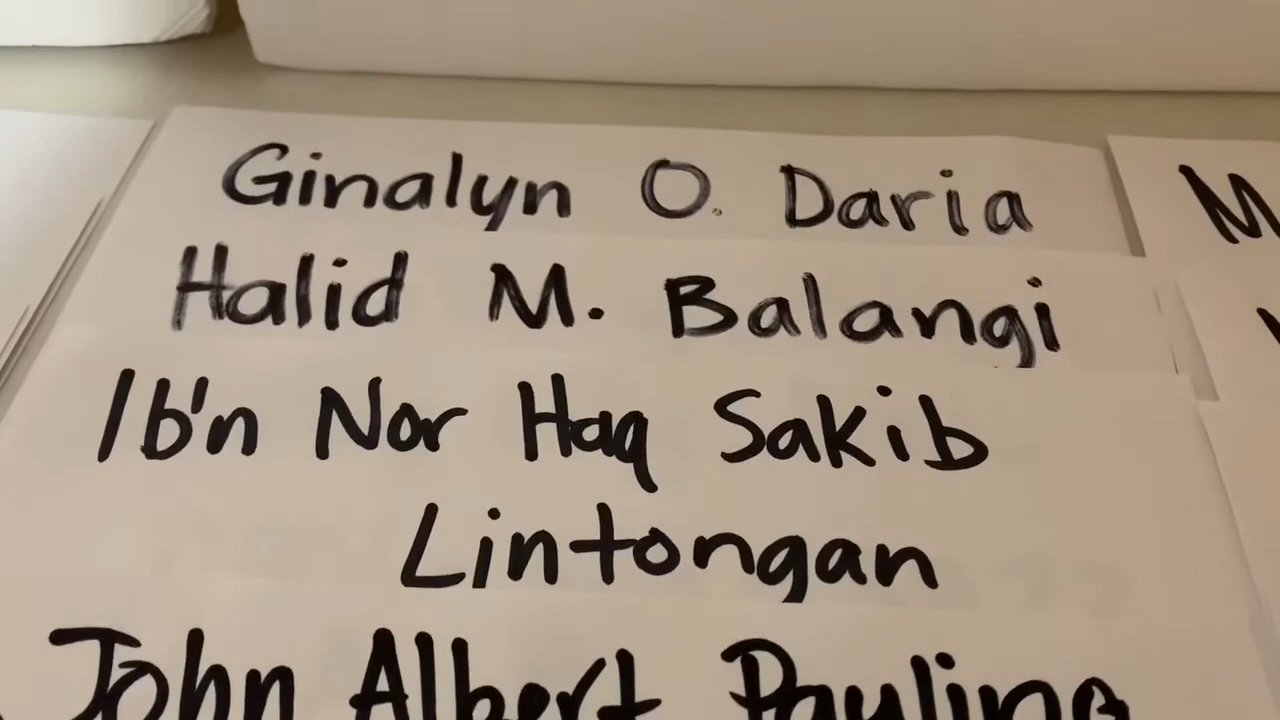 Ginalyn O. Daria
Halid M. Balangi
Ib'n Nor Haq Sakib
Lintongan
John Albert Paulino